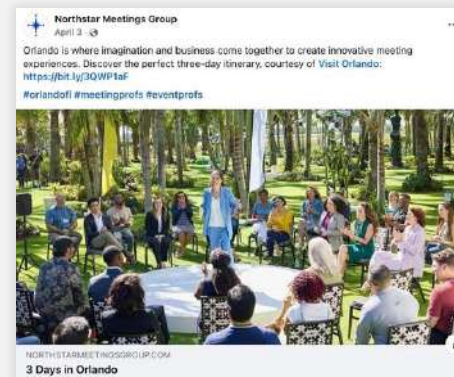 Northstar Meetings Group
April 3
Orlando is where imagination and business come together to create innovative meeting
experiences. Discover the perfect three-day itinerary, courtesy of Visit Orlando:
https://bit.ly/3QWP1aF
#orlandofi #meetingprofs #eventprofs
NORTHSTARMEETINGSGROUP.COM
3 Days in Orlando